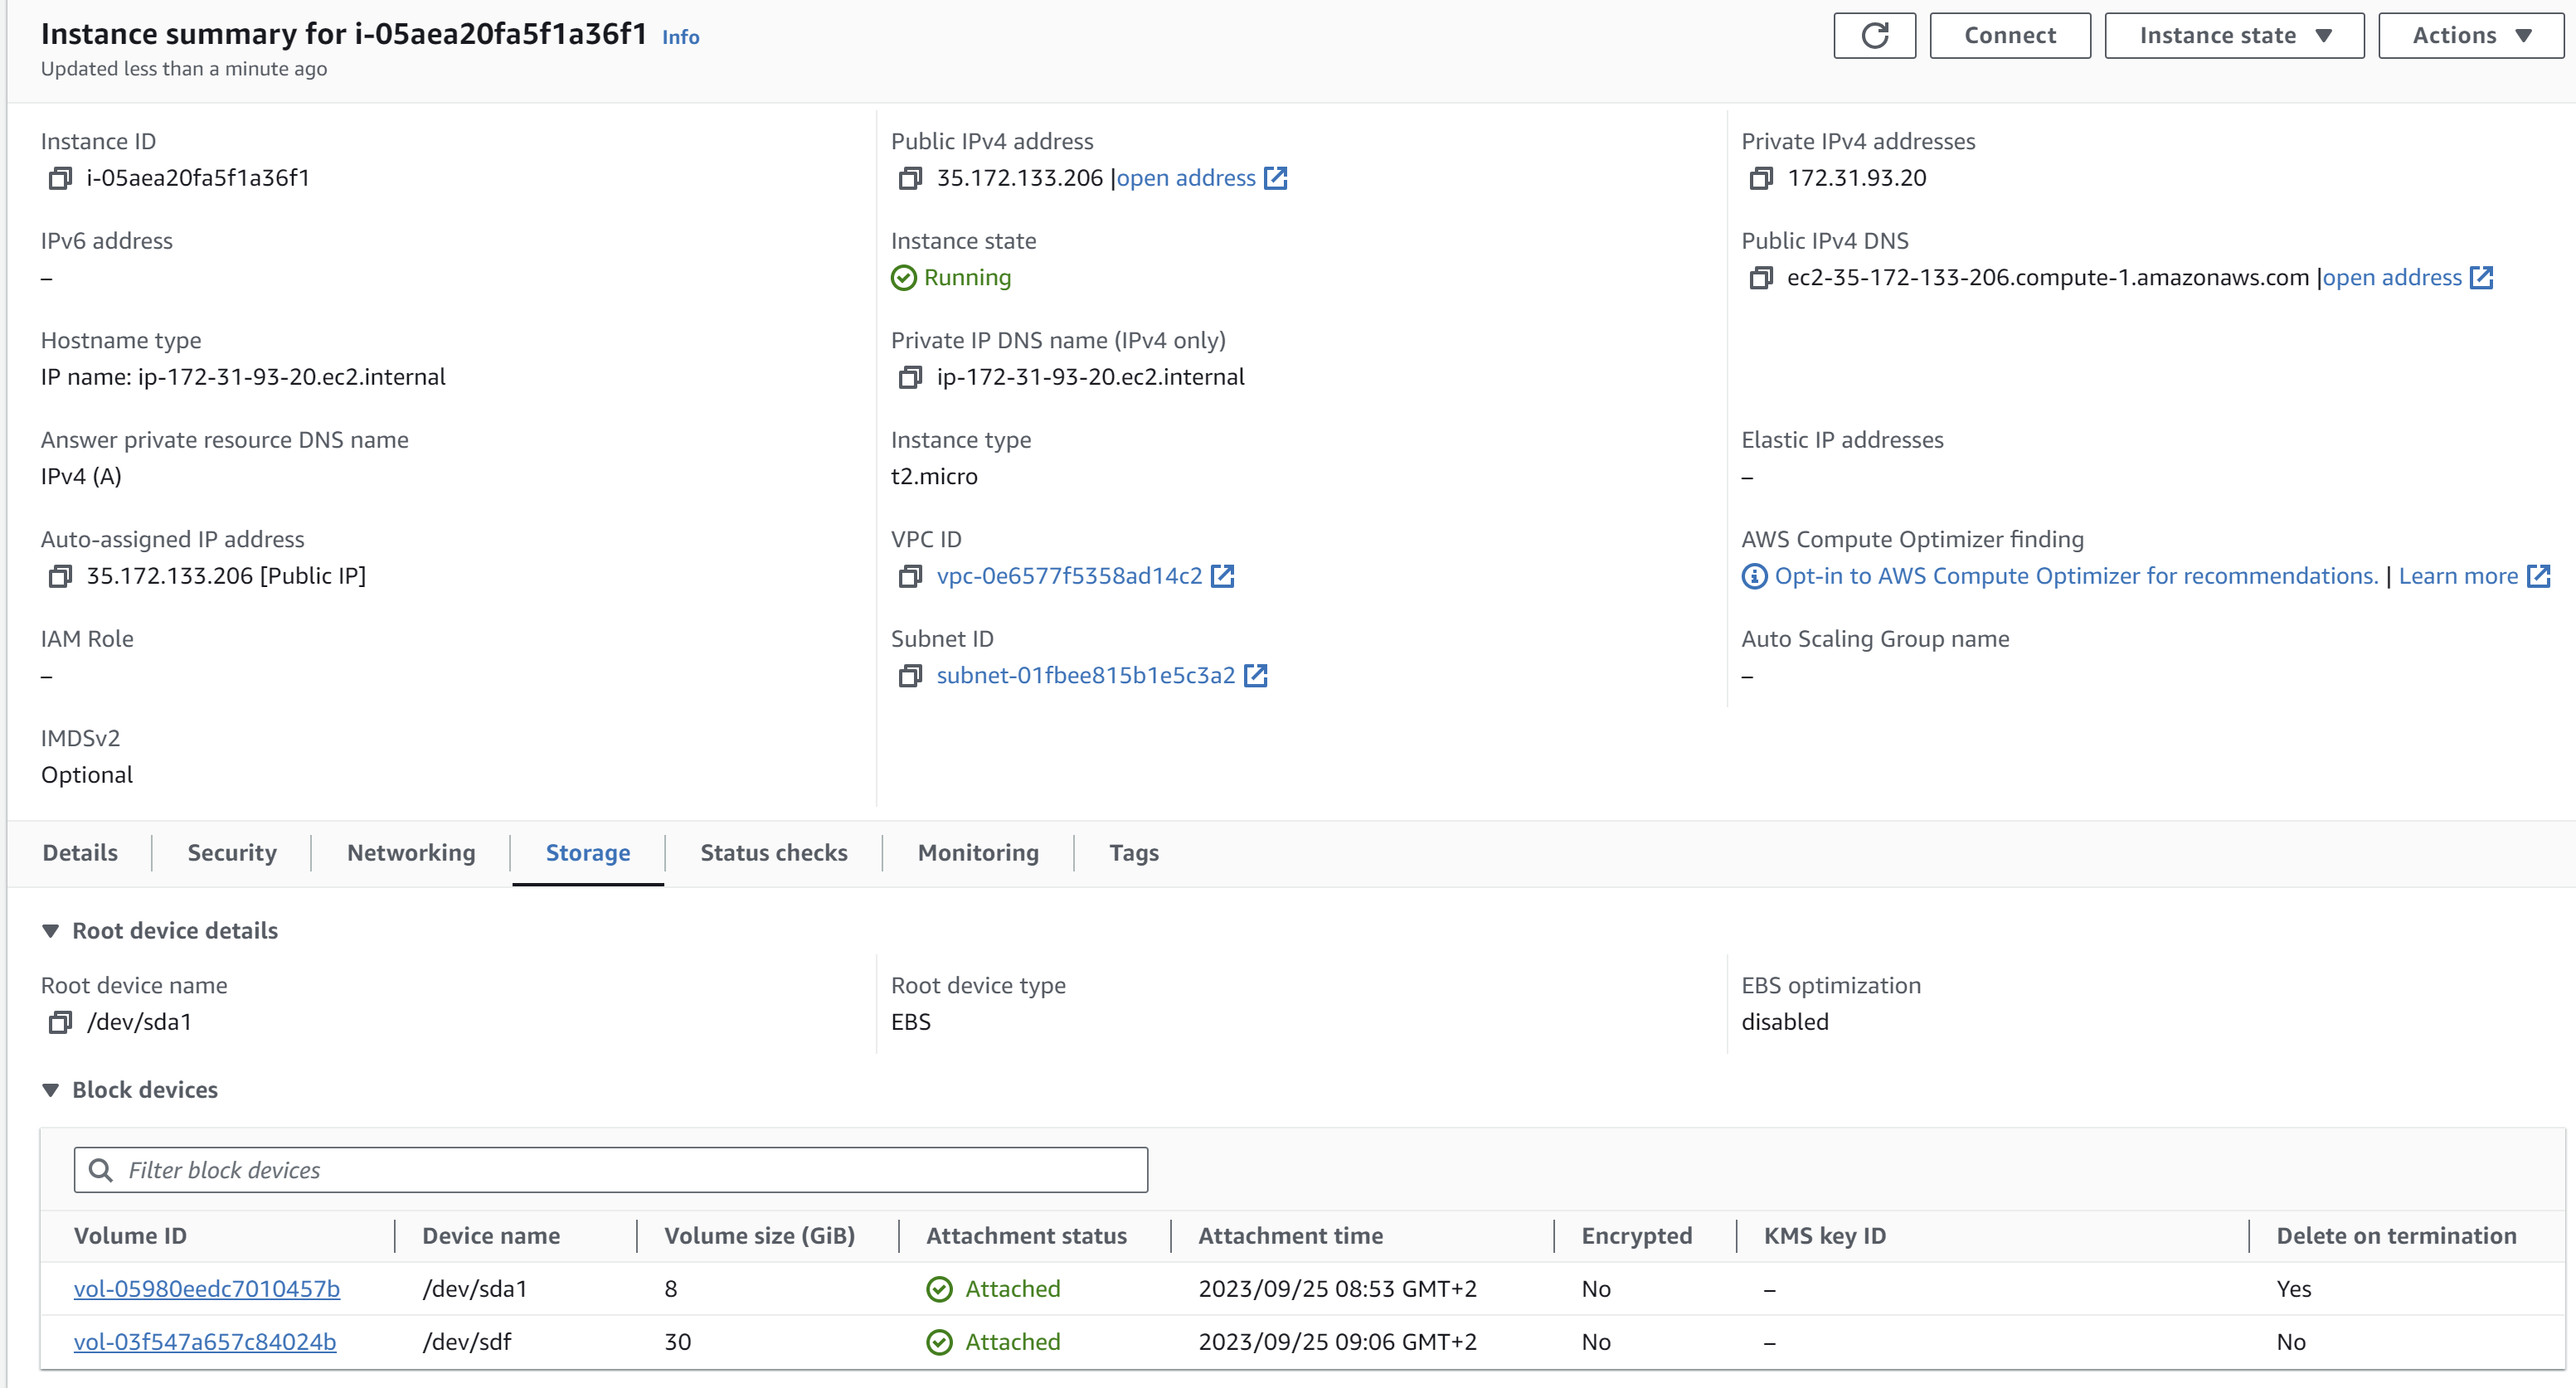 Instance summary for i-05aea20fa5f1a36f1 Info
Updated less than a minute ago
Connect
Instance state
Actions
Instance ID
i-05aea20fa5f1a36f1
Public IPv4 address
35.172.133.206 |open address
Private IPv4 addresses
172.31.93.20
IPv6 address
–
Instance state
Running
Public IPv4 DNS
ec2-35-172-133-206.compute-1.amazonaws.com |open address
Hostname type
IP name: ip-172-31-93-20.ec2.internal
Private IP DNS name (IPv4 only)
ip-172-31-93-20.ec2.internal
Answer private resource DNS name
IPv4 (A)
Instance type
t2.micro
Elastic IP addresses
–
Auto-assigned IP address
35.172.133.206 [Public IP]
VPC ID
vpc-0e6577f5358ad14c2
AWS Compute Optimizer finding
Opt-in to AWS Compute Optimizer for recommendations. | Learn more
IAM Role
–
Subnet ID
subnet-01fbee815b1e5c3a2
Auto Scaling Group name
–
IMDSv2
Optional
Details
Security
Networking
Storage
Status checks
Monitoring
Tags
Root device details
Root device name
/dev/sda1
Root device type
EBS
EBS optimization
disabled
Block devices
Filter block devices
Volume ID Device name Volume size (GiB) Attachment status Attachment time Encrypted KMS key ID Delete on termination
vol-05980eedc7010457b /dev/sda1 8 Attached 2023/09/25 08:53 GMT+2 No – Yes
vol-03f547a657c84024b /dev/sdf 30 Attached 2023/09/25 09:06 GMT+2 No – No